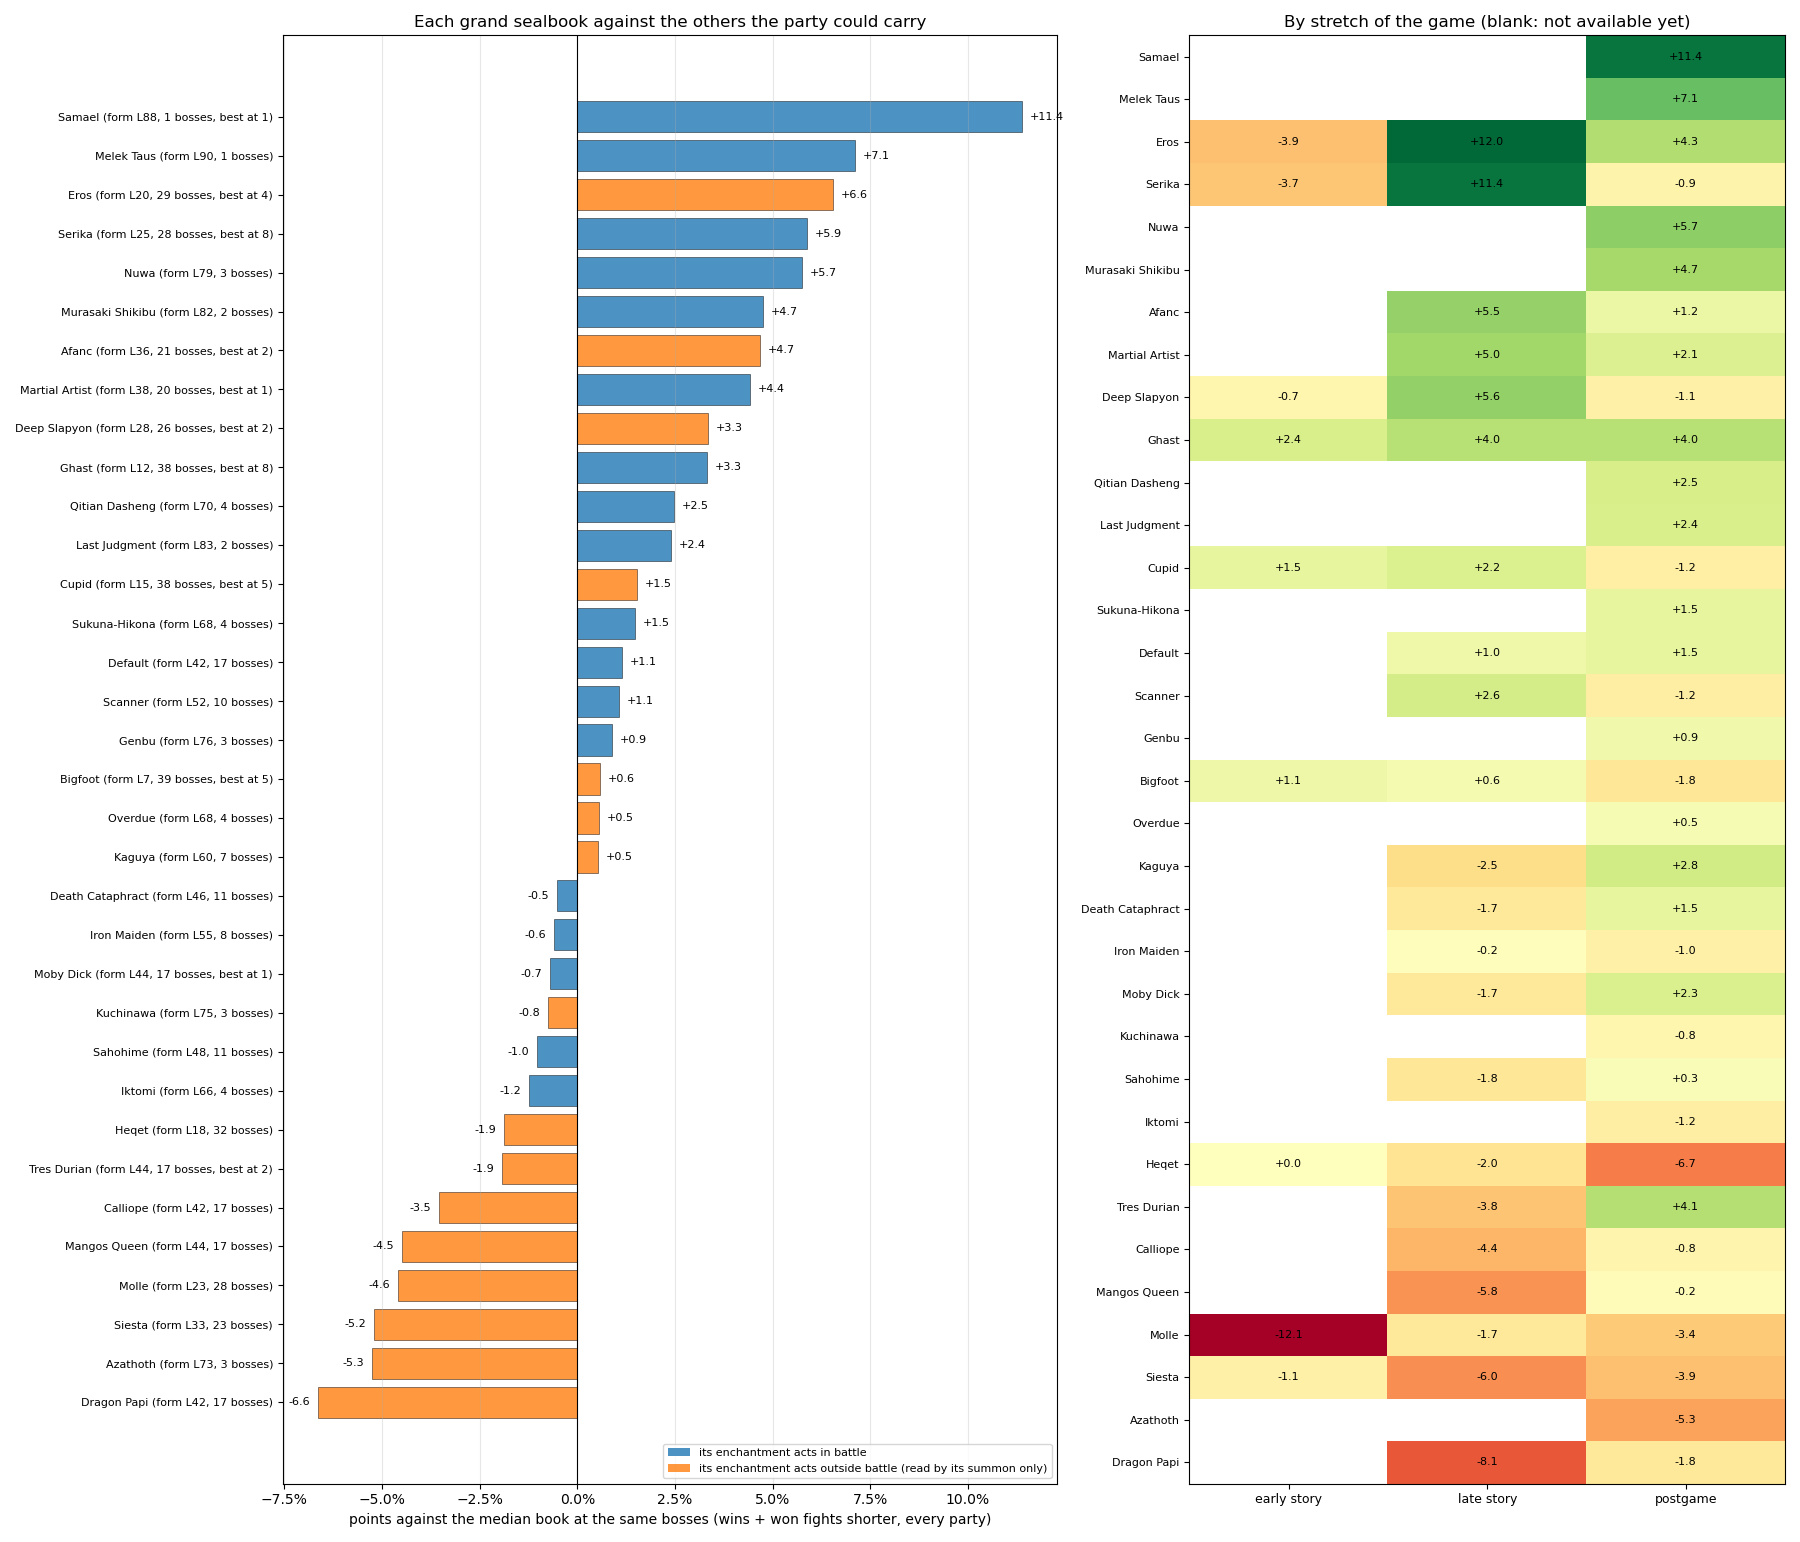 Each grand sealbook against the others the party could carry
Samael (form L88, 1 bosses, best at 1)
+11.4
Melek Taus (form L90, 1 bosses)
+7.1
Eros (form L20, 29 bosses, best at 4)
+6.6
Serika (form L25, 28 bosses, best at 8)
+5.9
Nuwa (form L79, 3 bosses)
+5.7
Murasaki Shikibu (form L82, 2 bosses)
+4.7
Afanc (form L36, 21 bosses, best at 2)
+4.7
Martial Artist (form L38, 20 bosses, best at 1)
+4.4
Deep Slapyon (form L28, 26 bosses, best at 2)
+3.3
Ghast (form L12, 38 bosses, best at 8)
+3.3
Qitian Dasheng (form L70, 4 bosses)
+2.5
Last Judgment (form L83, 2 bosses)
+2.4
Cupid (form L15, 38 bosses, best at 5)
+1.5
Sukuna-Hikona (form L68, 4 bosses)
+1.5
Default (form L42, 17 bosses)
+1.1
Scanner (form L52, 10 bosses)
+1.1
Genbu (form L76, 3 bosses)
+0.9
Bigfoot (form L7, 39 bosses, best at 5)
+0.6
Overdue (form L68, 4 bosses)
+0.5
Kaguya (form L60, 7 bosses)
+0.5
Death Cataphract (form L46, 11 bosses)
-0.5
Iron Maiden (form L55, 8 bosses)
-0.6
Moby Dick (form L44, 17 bosses, best at 1)
-0.7
Kuchinawa (form L75, 3 bosses)
-0.8
Sahohime (form L48, 11 bosses)
-1.0
Iktomi (form L66, 4 bosses)
-1.2
Heqet (form L18, 32 bosses)
-1.9
Tres Durian (form L44, 17 bosses, best at 2)
-1.9
Calliope (form L42, 17 bosses)
-3.5
Mangos Queen (form L44, 17 bosses)
-4.5
Molle (form L23, 28 bosses)
-4.6
Siesta (form L33, 23 bosses)
-5.2
Azathoth (form L73, 3 bosses)
-5.3
Dragon Papi (form L42, 17 bosses)
-6.6
its enchantment acts in battle
its enchantment acts outside battle (read by its summon only)
−7.5% −5.0% −2.5% 0.0% 2.5% 5.0% 7.5% 10.0%
points against the median book at the same bosses (wins + won fights shorter, every party)
By stretch of the game (blank: not available yet)
Samael +11.4
Melek Taus +7.1
Eros -3.9 +12.0 +4.3
Serika -3.7 +11.4 -0.9
Nuwa +5.7
Murasaki Shikibu +4.7
Afanc +5.5 +1.2
Martial Artist +5.0 +2.1
Deep Slapyon -0.7 +5.6 -1.1
Ghast +2.4 +4.0 +4.0
Qitian Dasheng +2.5
Last Judgment +2.4
Cupid +1.5 +2.2 -1.2
Sukuna-Hikona +1.5
Default +1.0 +1.5
Scanner +2.6 -1.2
Genbu +0.9
Bigfoot +1.1 +0.6 -1.8
Overdue +0.5
Kaguya -2.5 +2.8
Death Cataphract -1.7 +1.5
Iron Maiden -0.2 -1.0
Moby Dick -1.7 +2.3
Kuchinawa -0.8
Sahohime -1.8 +0.3
Iktomi -1.2
Heqet +0.0 -2.0 -6.7
Tres Durian -3.8 +4.1
Calliope -4.4 -0.8
Mangos Queen -5.8 -0.2
Molle -12.1 -1.7 -3.4
Siesta -1.1 -6.0 -3.9
Azathoth -5.3
Dragon Papi -8.1 -1.8
early story late story postgame